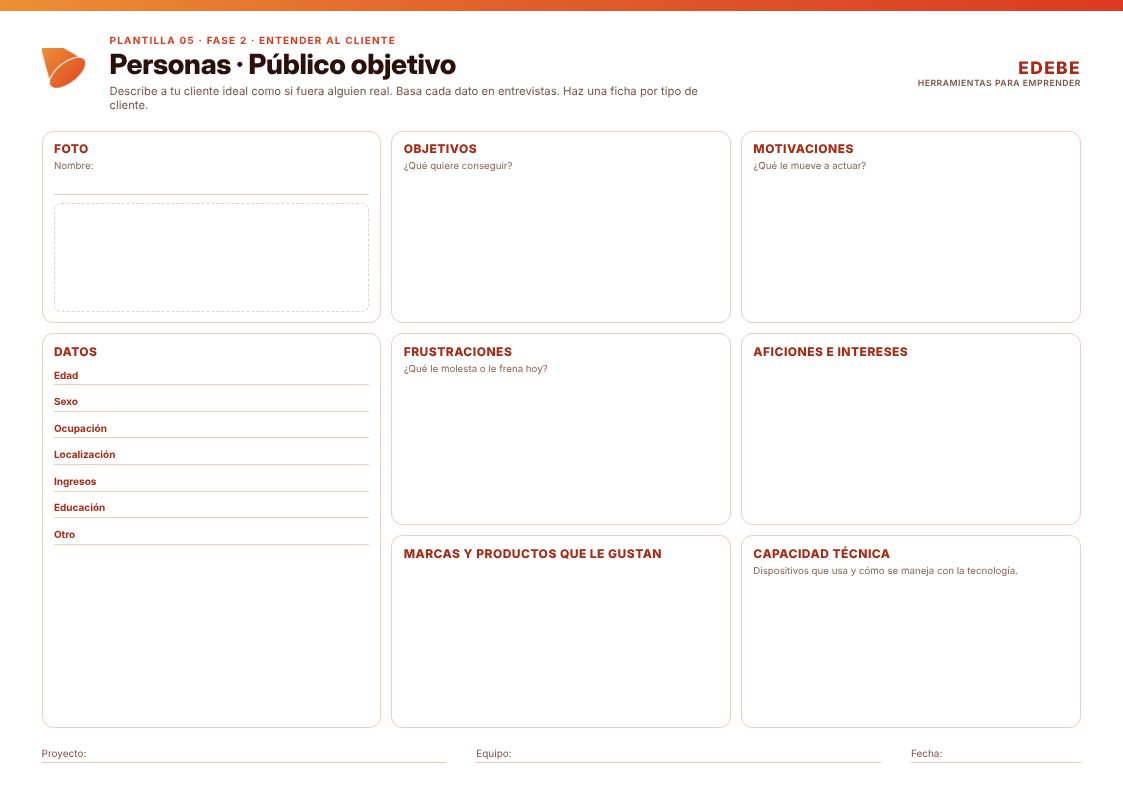 PLANTILLA 05 · FASE 2 · ENTENDER AL CLIENTE
Personas · Público objetivo
Describe a tu cliente ideal como si fuera alguien real. Basa cada dato en entrevistas. Haz una ficha por tipo de
cliente.
EDEBE
HERRAMIENTAS PARA EMPRENDER
FOTO
Nombre:
OBJETIVOS
¿Qué quiere conseguir?
MOTIVACIONES
¿Qué le mueve a actuar?
DATOS
Edad
Sexo
Ocupación
Localización
Ingresos
Educación
Otro
FRUSTRACIONES
¿Qué le molesta o le frena hoy?
AFICIONES E INTERESES
MARCAS Y PRODUCTOS QUE LE GUSTAN
CAPACIDAD TÉCNICA
Dispositivos que usa y cómo se maneja con la tecnología.
Proyecto:
Equipo:
Fecha: